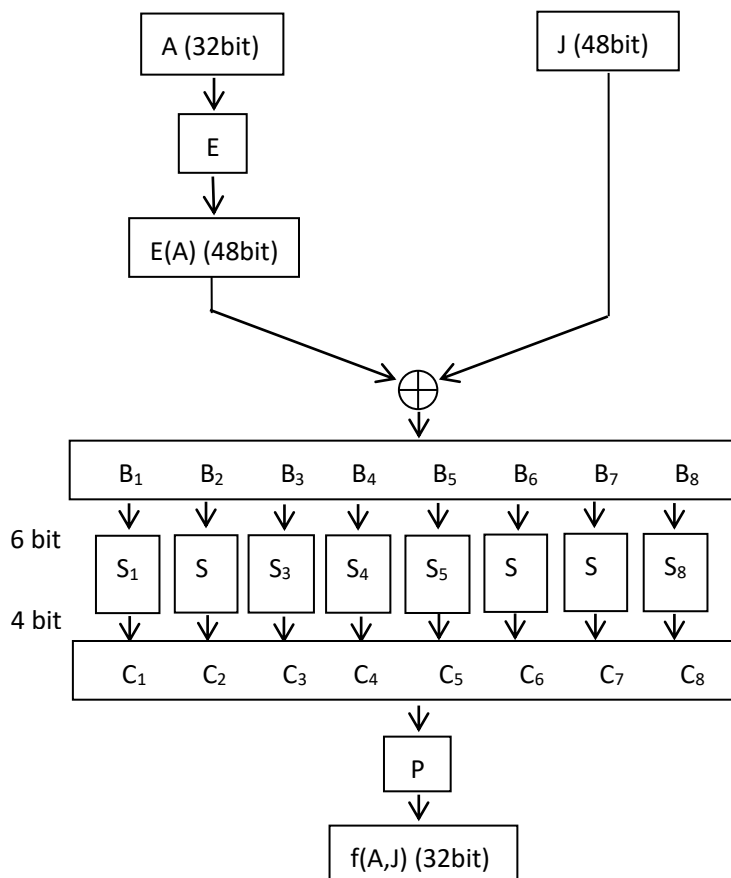 A (32bit)
J (48bit)
E
E(A) (48bit)
B₁ B₂ B₃ B₄ B₅ B₆ B₇ B₈
6 bit
S₁ S S₃ S₄ S₅ S S S₈
4 bit
C₁ C₂ C₃ C₄ C₅ C₆ C₇ C₈
P
f(A,J) (32bit)